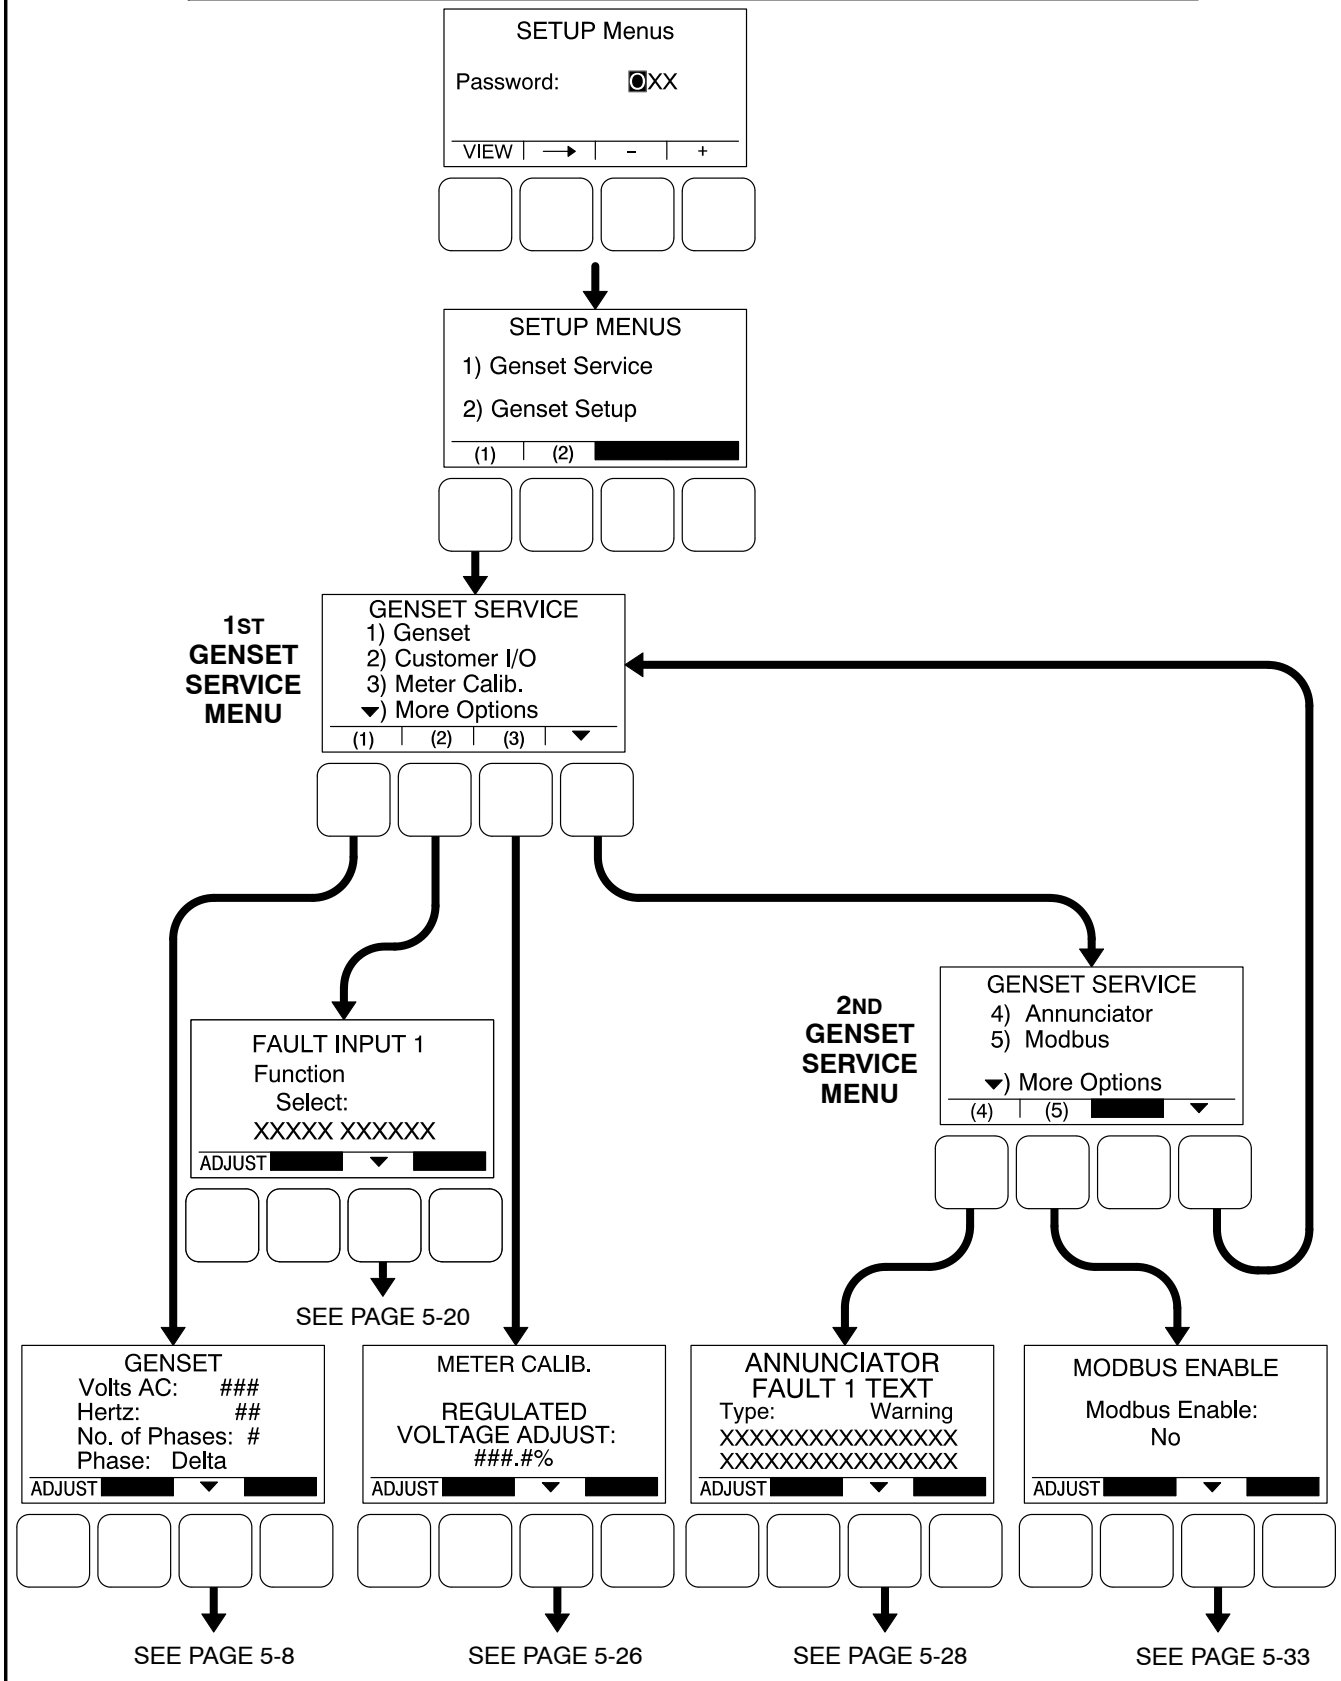 SETUP Menus
Password: 0XX
VIEW → - +
SETUP MENUS
1) Genset Service
2) Genset Setup
(1) (2)
1ST
GENSET
SERVICE
MENU
GENSET SERVICE
1) Genset
2) Customer I/O
3) Meter Calib.
▼) More Options
(1) (2) (3) ▼
2ND
GENSET
SERVICE
MENU
GENSET SERVICE
4) Annunciator
5) Modbus
▼) More Options
(4) (5) ▼
FAULT INPUT 1
Function
Select:
XXXXX XXXXXX
ADJUST ▼
SEE PAGE 5-20
GENSET
Volts AC: ###
Hertz: ##
No. of Phases: #
Phase: Delta
ADJUST ▼
SEE PAGE 5-8
METER CALIB.
REGULATED
VOLTAGE ADJUST:
###.#%
ADJUST ▼
SEE PAGE 5-26
ANNUNCIATOR
FAULT 1 TEXT
Type: Warning
XXXXXXXXXXXXXXXX
XXXXXXXXXXXXXXXX
ADJUST ▼
SEE PAGE 5-28
MODBUS ENABLE
Modbus Enable:
No
ADJUST ▼
SEE PAGE 5-33